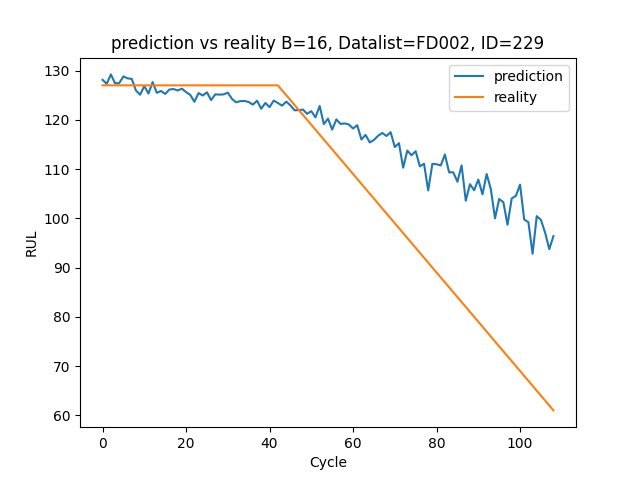 prediction vs reality B=16, Datalist=FD002, ID=229
prediction
reality
RUL
130
120
110
100
90
80
70
60
0 20 40 60 80 100
Cycle